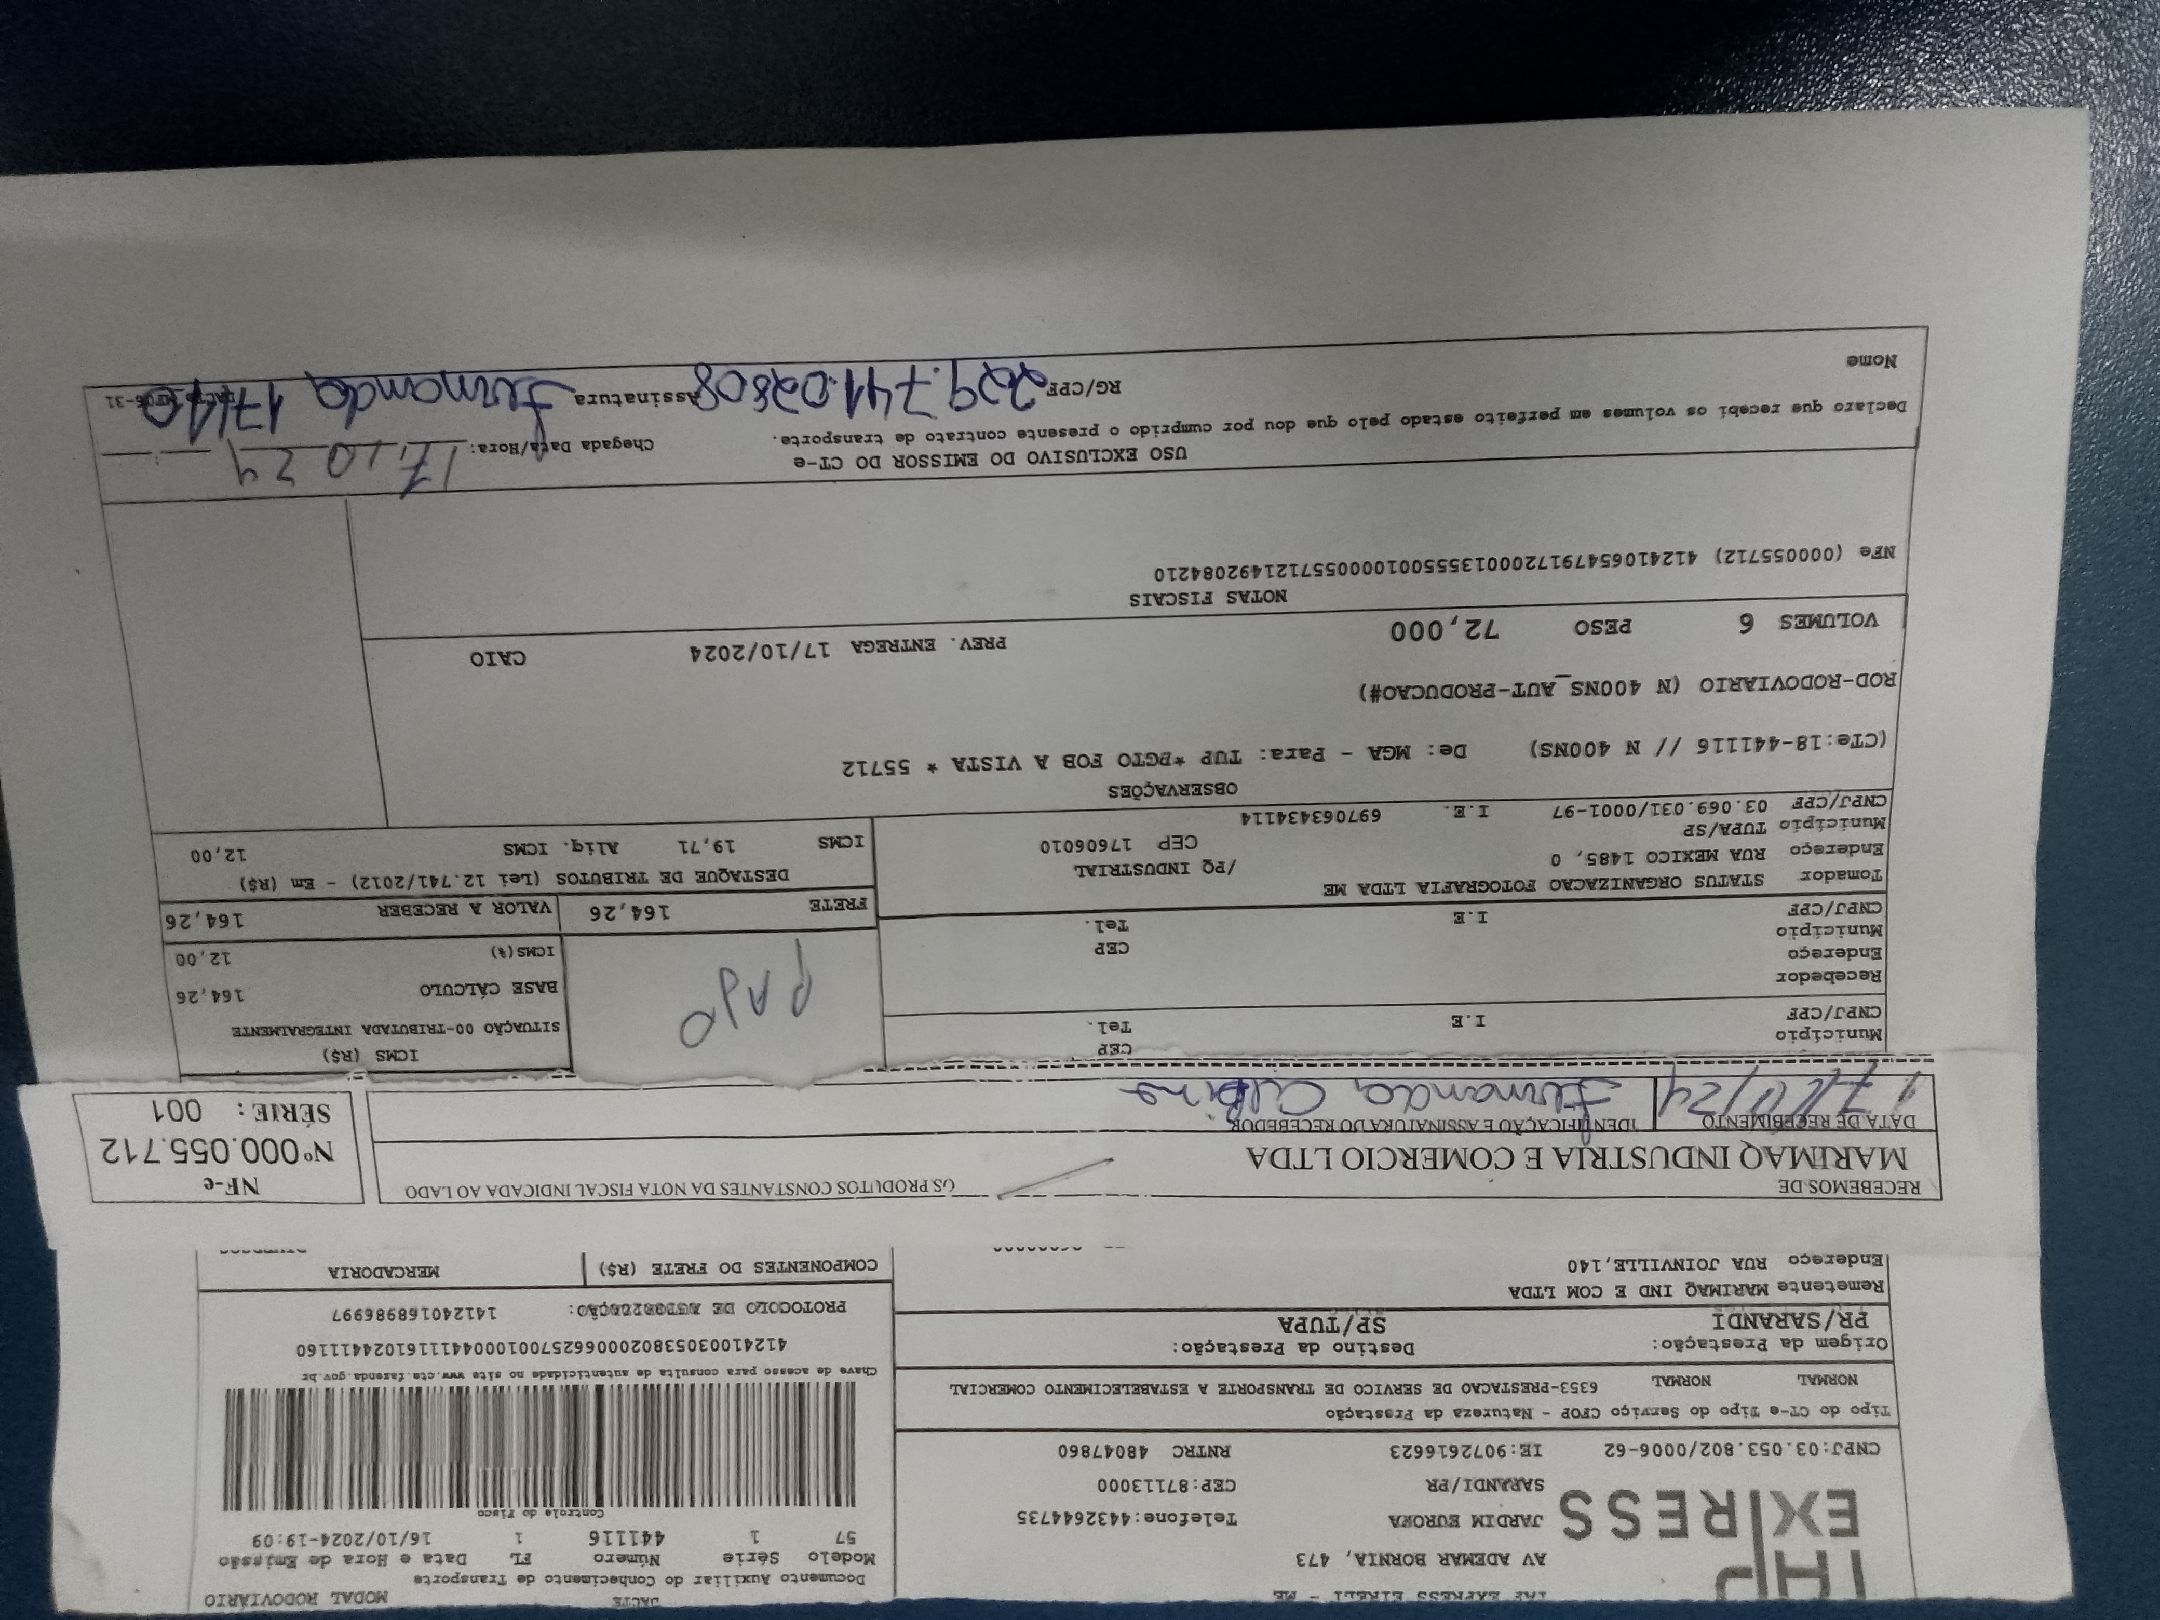 DACTE MODAL RODOVIÁRIO
Documento Auxiliar do Conhecimento de Transporte
Modelo Série Número FL Data e Hora de Emissão
57 1 441116 1 16/10/2024-19:09
Controle do Fisco
EXPRESS EIRELI - ME
AV ADEMAR BORNIA, 473
EXPRESS
JARDIM EUROPA Telefone:4432644735
SARANDI/PR CEP:87113000
CNPJ:03.053.802/0006-62 IE:9072616623 RNTRC 48047860
Chave de acesso para consulta de autenticidade no site www.cte.fazenda.gov.br
Tipo do CT-e Tipo do Serviço CFOP - Natureza da Prestação
NORMAL NORMAL 6353-PRESTACAO DE SERVICO DE TRANSPORTE A ESTABELECIMENTO COMERCIAL
Origem da Prestação: Destino da Prestação:
PR/SARANDI SP/TUPA
PROTOCOLO DE AUTORIZAÇÃO: 141240168986997
Remetente MARIMAQ IND E COM LTDA
Endereço RUA JOINVILLE,140
COMPONENTES DO FRETE (R$) MERCADORIA
RECEBEMOS DE OS PRODUTOS CONSTANTES DA NOTA FISCAL INDICADA AO LADO
MARIMAQ INDUSTRIA E COMERCIO LTDA
DATA DE RECEBIMENTO IDENTIFICAÇÃO E ASSINATURA DO RECEBEDOR
17/10/24 Fernanda
NF-e
Nº000.055.712
SÉRIE: 001
CEP
Município Tel.
CNPJ/CPF I.E
Recebedor
Endereço CEP
Município Tel.
CNPJ/CPF I.E
ICMS (R$)
SITUAÇÃO 00-TRIBUTADA INTEGRALMENTE
BASE CÁLCULO 164,26
ICMS(%) 12,00
PAGO
FRETE 164,26 VALOR A RECEBER 164,26
Tomador STATUS ORGANIZACAO FOTOGRAFIA LTDA ME
Endereço RUA MEXICO 1485, 0 /PQ INDUSTRIAL
Município TUPA/SP CEP 17606010
CNPJ/CPF 03.069.031/0001-97 I.E. 697063434114
DESTAQUE DE TRIBUTOS (Lei 12.741/2012) - Em (R$)
ICMS 19,71 Aliq. ICMS 12,00
OBSERVAÇÕES
(CTe:18-441116 // N 400NS) De: MGA - Para: TUP *PGTO FOB A VISTA * 55712
ROD-RODOVIARIO (N 400NS_AUT-PRODUCAO#)
VOLUMES 6 PESO 72,000 PREV. ENTREGA 17/10/2024 CAIO
NOTAS FISCAIS
NFe (000055712) 41241065479172000135550010000557121492084210
USO EXCLUSIVO DO EMISSOR DO CT-e
Declaro que recebi os volumes em perfeito estado pelo que dou por cumprido o presente contrato de transporte.
Chegada Data/Hora: 17,10 24
Nome RG/CPF 229.741.02808 Assinatura Fernanda 17/10